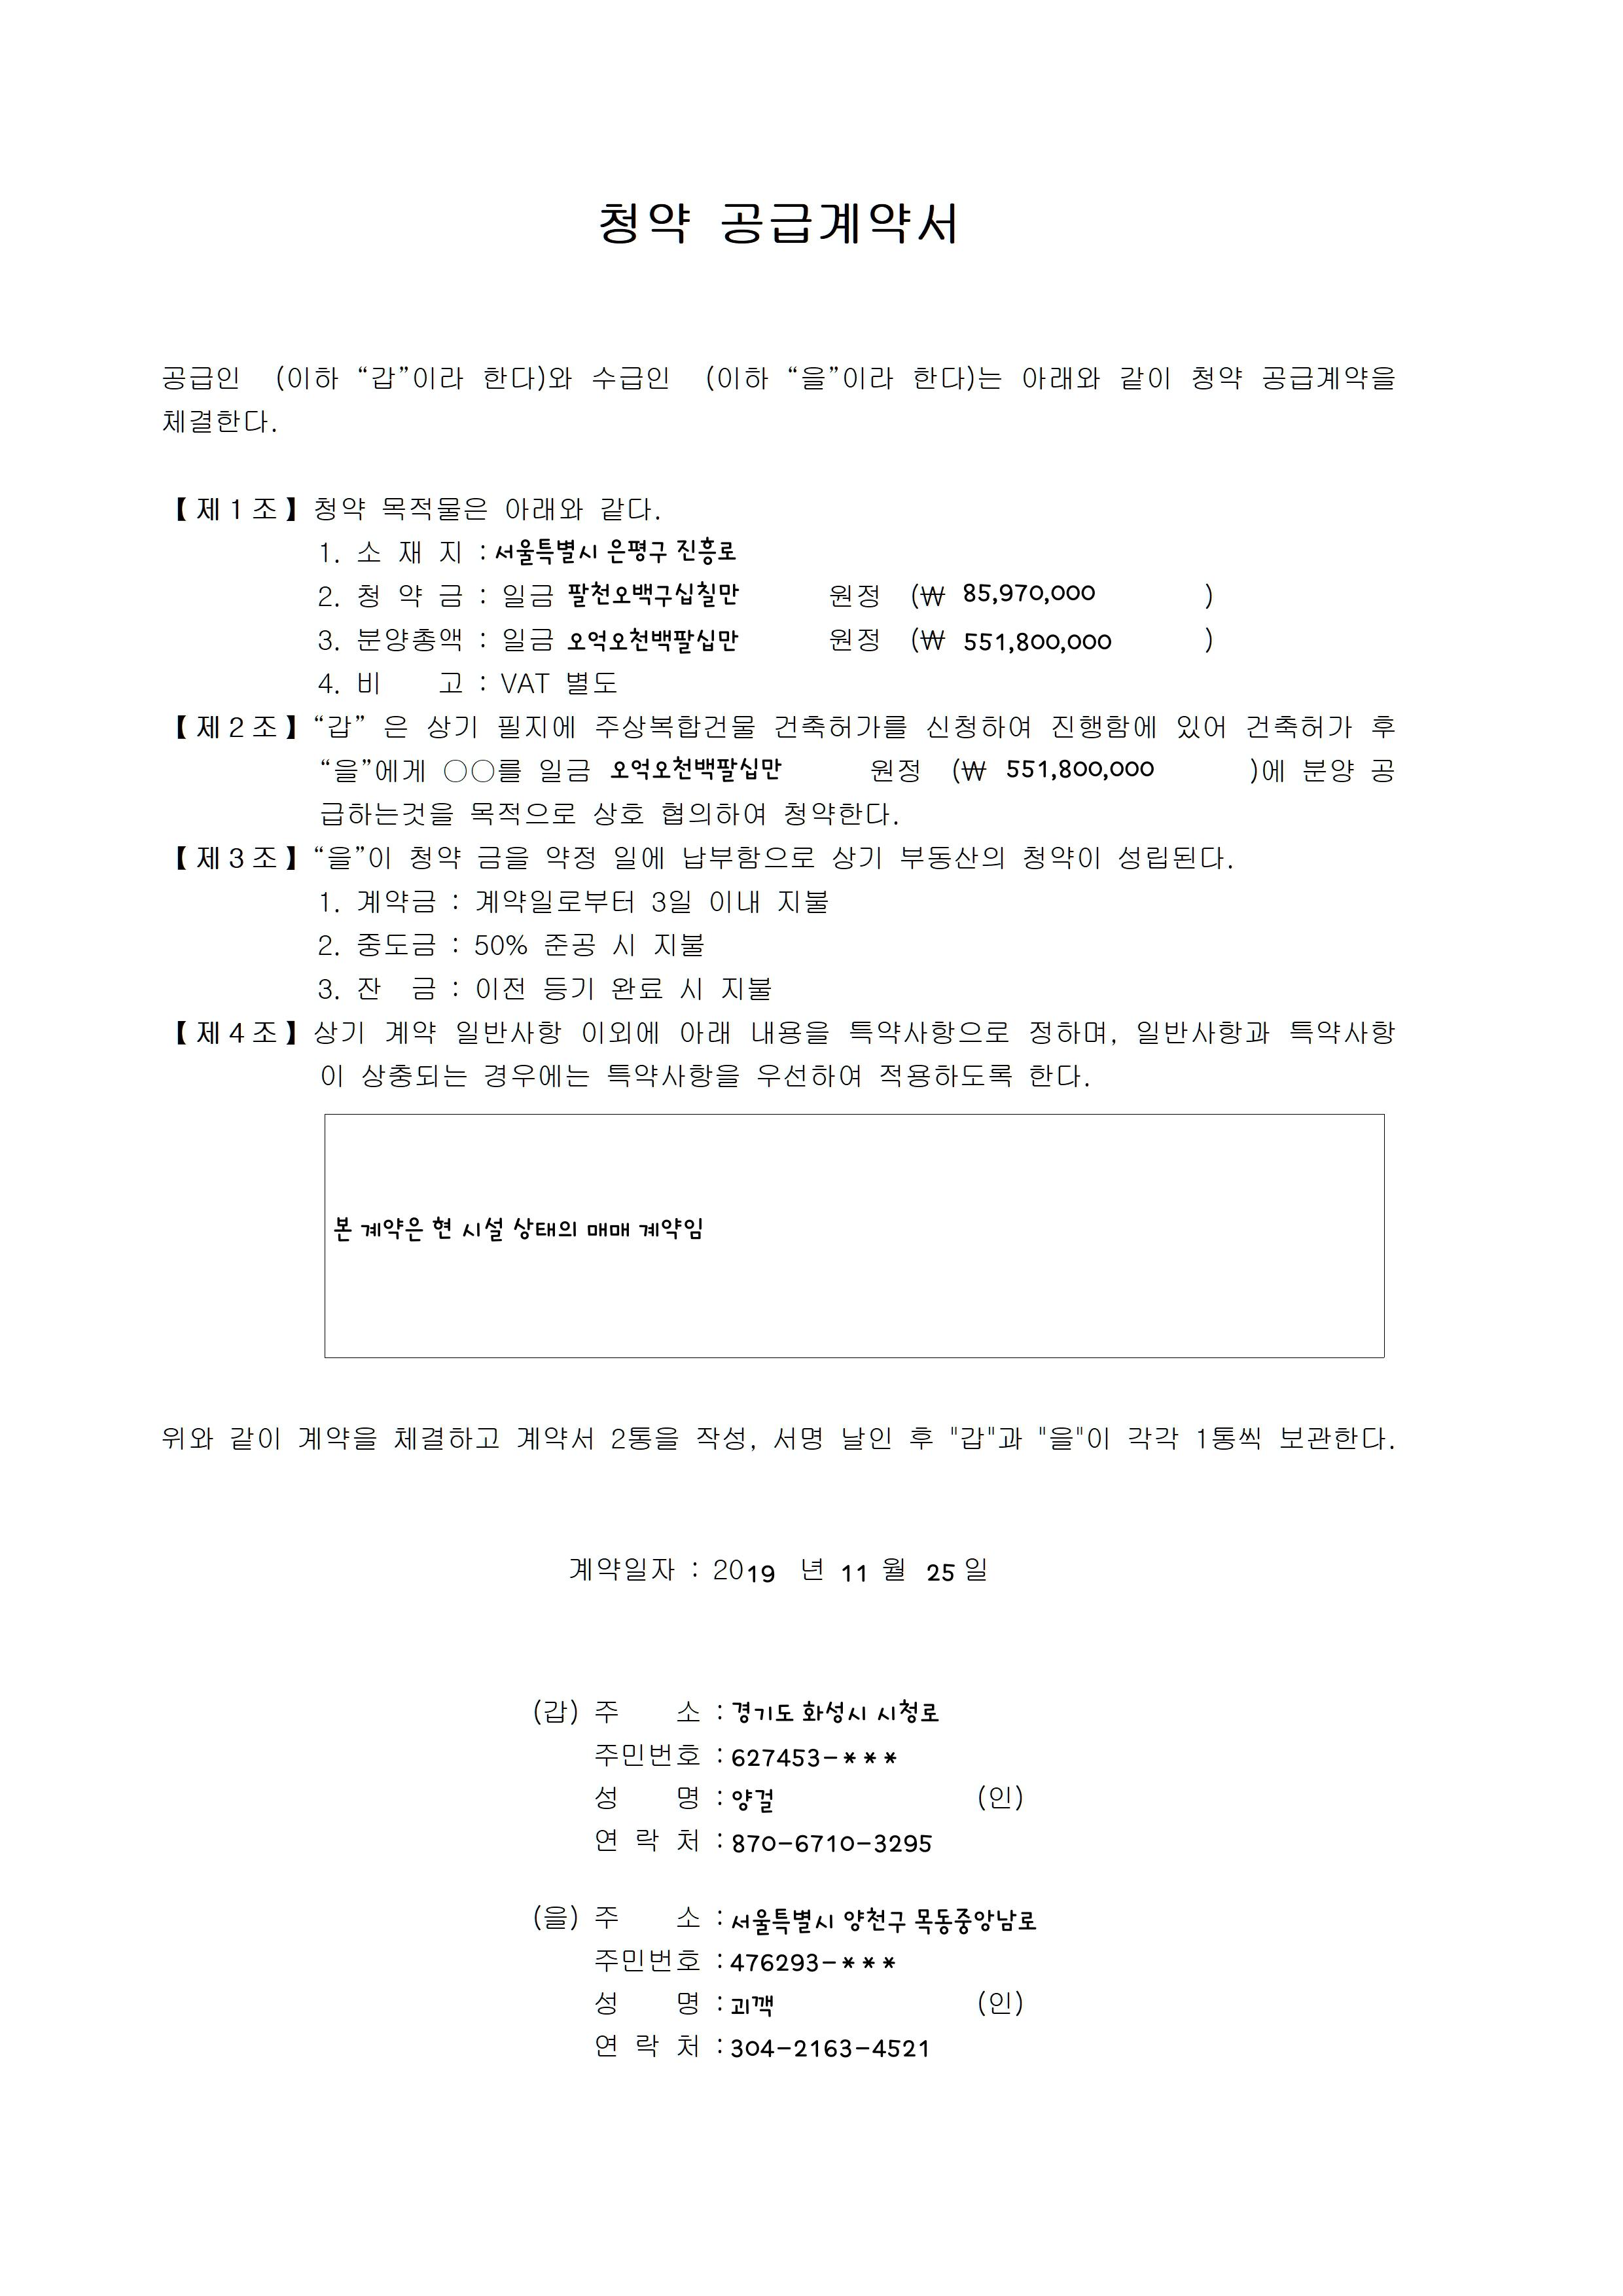 청약 공급계약서
공급인 (이하 “갑”이라 한다)와 수급인 (이하 “을”이라 한다)는 아래와 같이 청약 공급계약을
체결한다.
【제1조】청약 목적물은 아래와 같다.
1. 소 재 지 : 서울특별시 은평구 진흥로
2. 청 약 금 : 일금 팔천오백구십칠만 원정 (₩ 85,970,000 )
3. 분양총액 : 일금 오억오천백팔십만 원정 (₩ 551,800,000 )
4. 비 고 : VAT 별도
【제2조】“갑” 은 상기 필지에 주상복합건물 건축허가를 신청하여 진행함에 있어 건축허가 후
“을”에게 ○○를 일금 오억오천백팔십만 원정 (₩ 551,800,000 )에 분양 공
급하는것을 목적으로 상호 협의하여 청약한다.
【제3조】“을”이 청약 금을 약정 일에 납부함으로 상기 부동산의 청약이 성립된다.
1. 계약금 : 계약일로부터 3일 이내 지불
2. 중도금 : 50% 준공 시 지불
3. 잔 금 : 이전 등기 완료 시 지불
【제4조】상기 계약 일반사항 이외에 아래 내용을 특약사항으로 정하며, 일반사항과 특약사항
이 상충되는 경우에는 특약사항을 우선하여 적용하도록 한다.
본 계약은 현 시설 상태의 매매 계약임
위와 같이 계약을 체결하고 계약서 2통을 작성, 서명 날인 후 "갑"과 "을"이 각각 1통씩 보관한다.
계약일자 : 2019 년 11 월 25 일
(갑) 주 소 : 경기도 화성시 시청로
주민번호 : 627453-***
성 명 : 양걸 (인)
연 락 처 : 870-6710-3295
(을) 주 소 : 서울특별시 양천구 목동중앙남로
주민번호 : 476293-***
성 명 : 괴깩 (인)
연 락 처 : 304-2163-4521